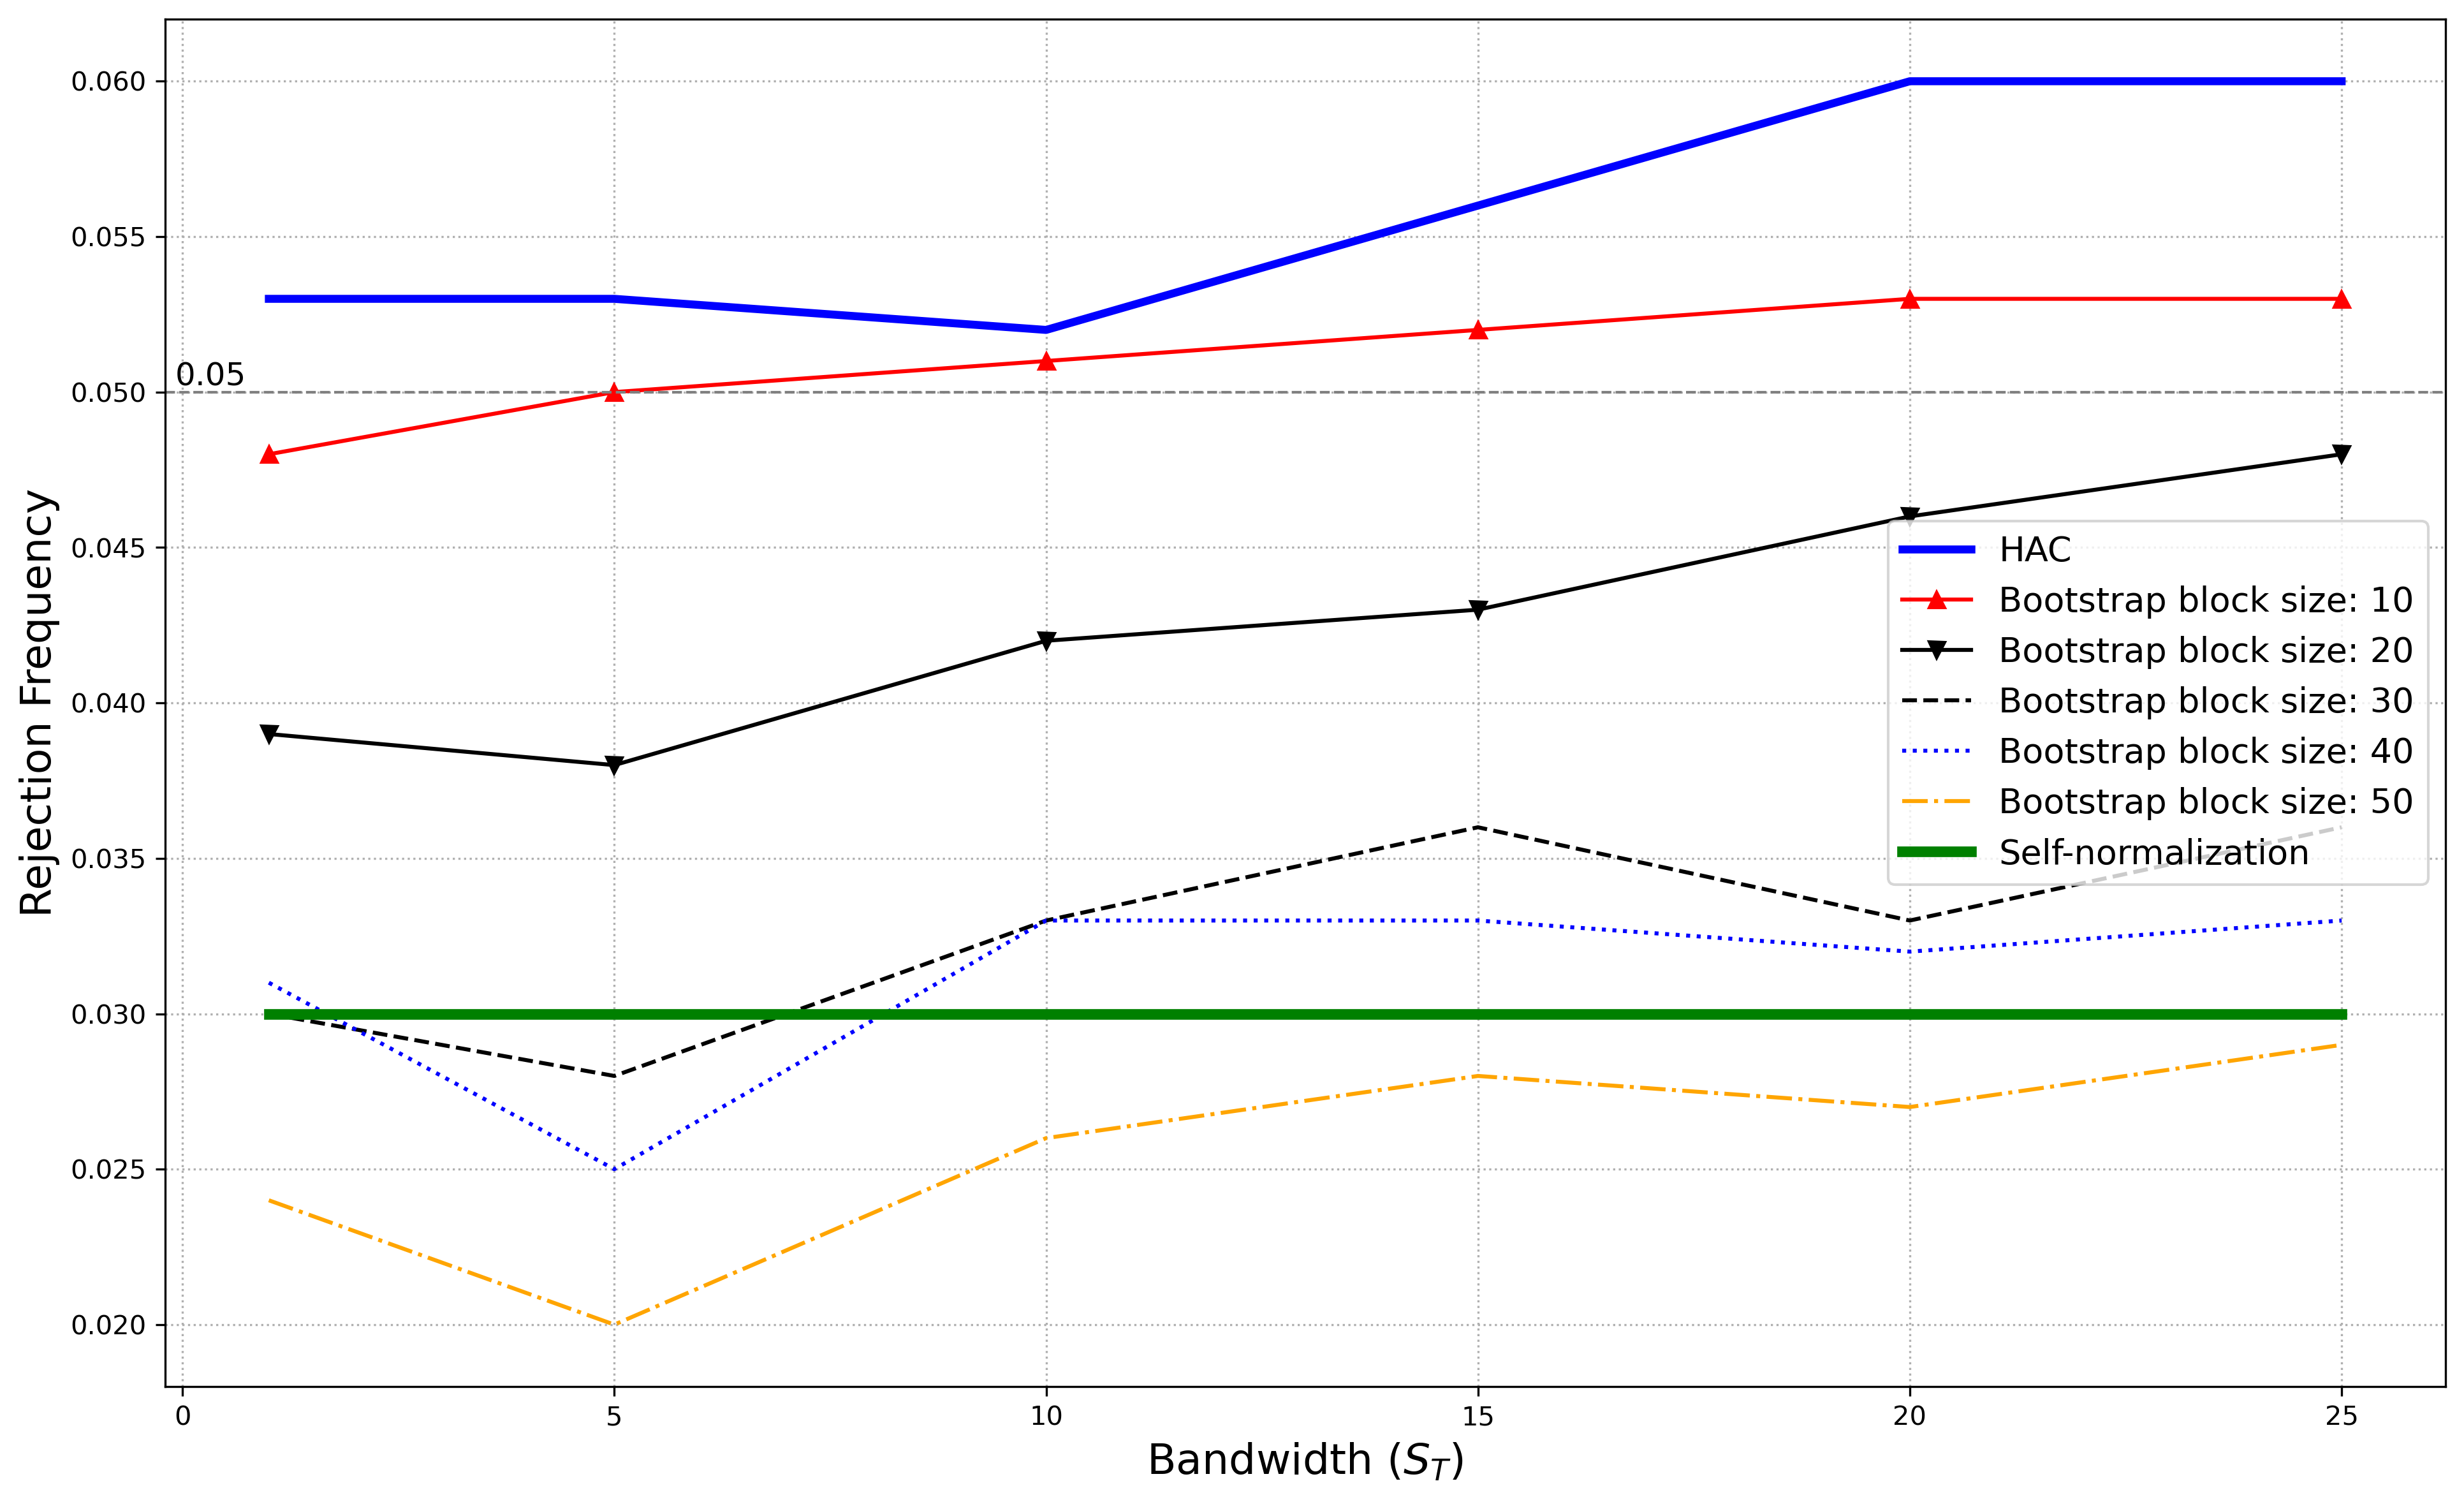 0.060
0.055
0.050
0.045
0.040
0.035
0.030
0.025
0.020
Rejection Frequency
0.05
HAC
Bootstrap block size: 10
Bootstrap block size: 20
Bootstrap block size: 30
Bootstrap block size: 40
Bootstrap block size: 50
Self-normalization
0 5 10 15 20 25
Bandwidth (S_T)